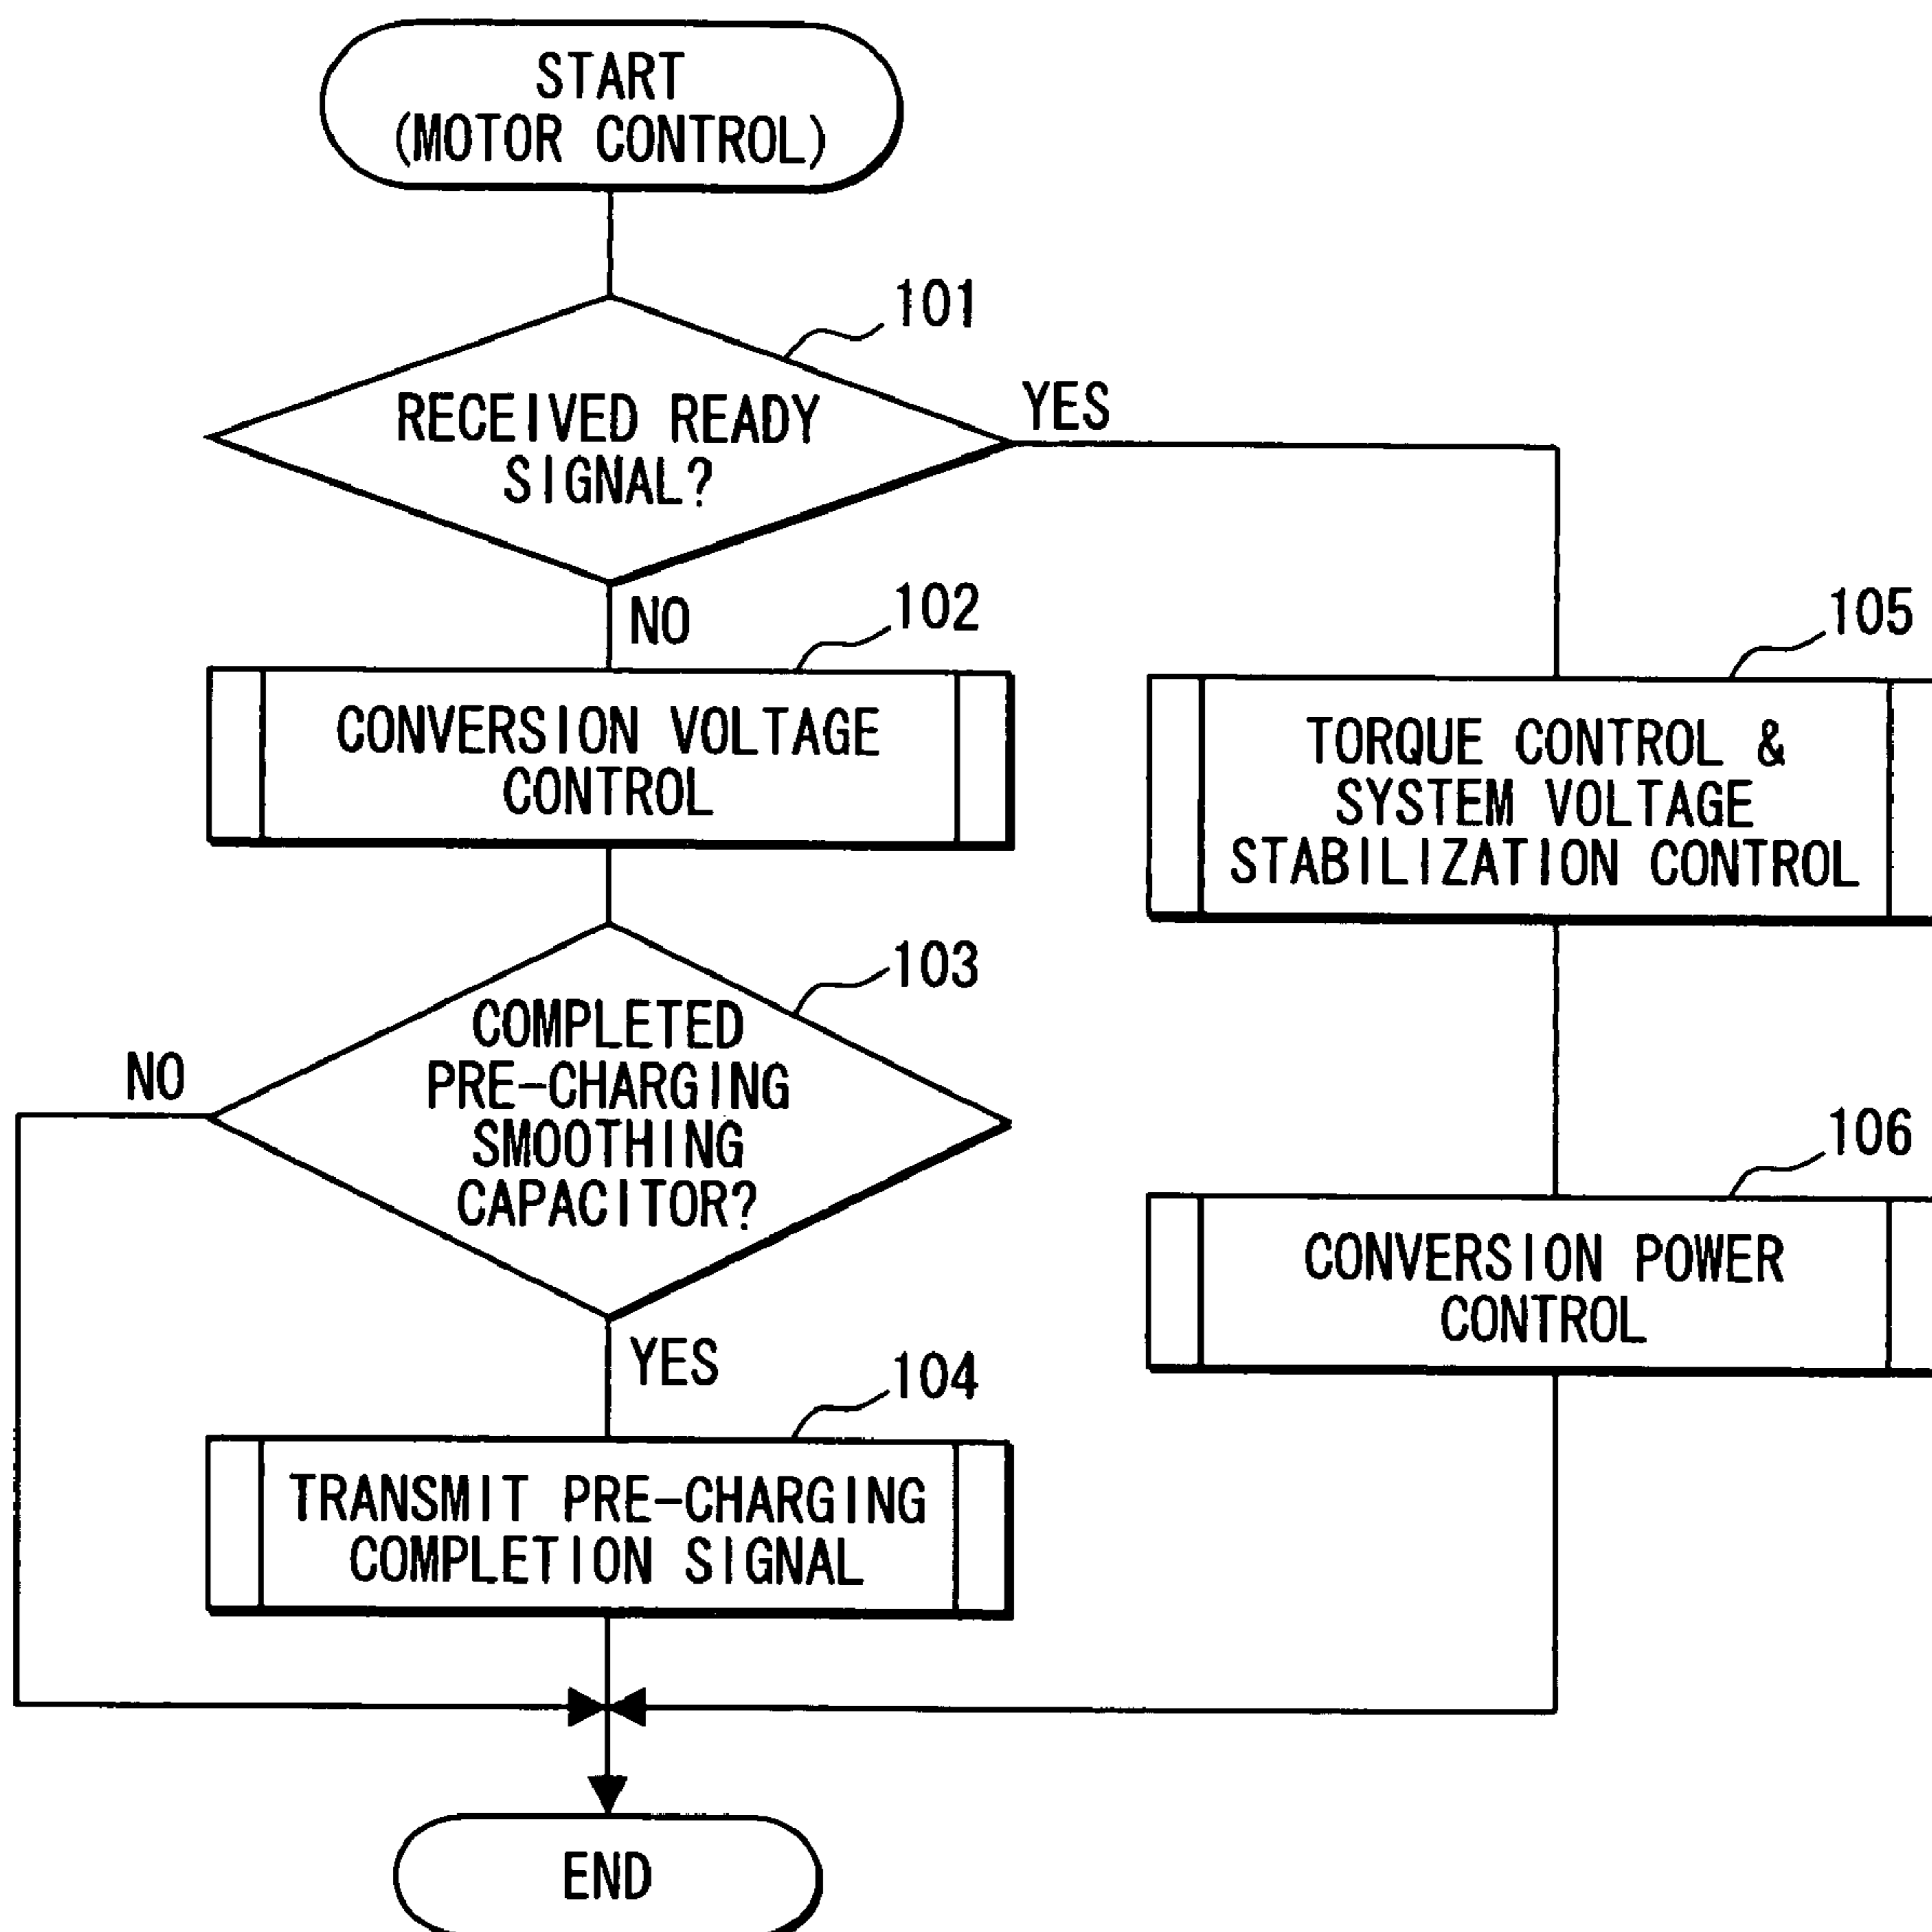 START
(MOTOR CONTROL)
101
RECEIVED READY
SIGNAL?
YES
NO
102
CONVERSION VOLTAGE
CONTROL
103
COMPLETED
PRE-CHARGING
SMOOTHING
CAPACITOR?
NO
YES
104
TRANSMIT PRE-CHARGING
COMPLETION SIGNAL
105
TORQUE CONTROL &
SYSTEM VOLTAGE
STABILIZATION CONTROL
106
CONVERSION POWER
CONTROL
END